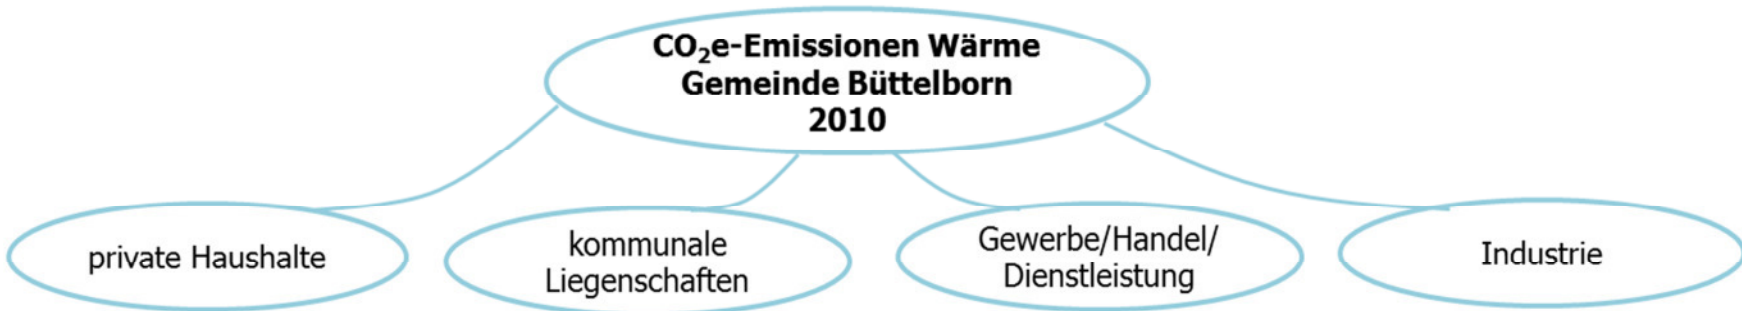 CO₂e-Emissionen Wärme
Gemeinde Büttelborn
2010
private Haushalte
kommunale
Liegenschaften
Gewerbe/Handel/
Dienstleistung
Industrie